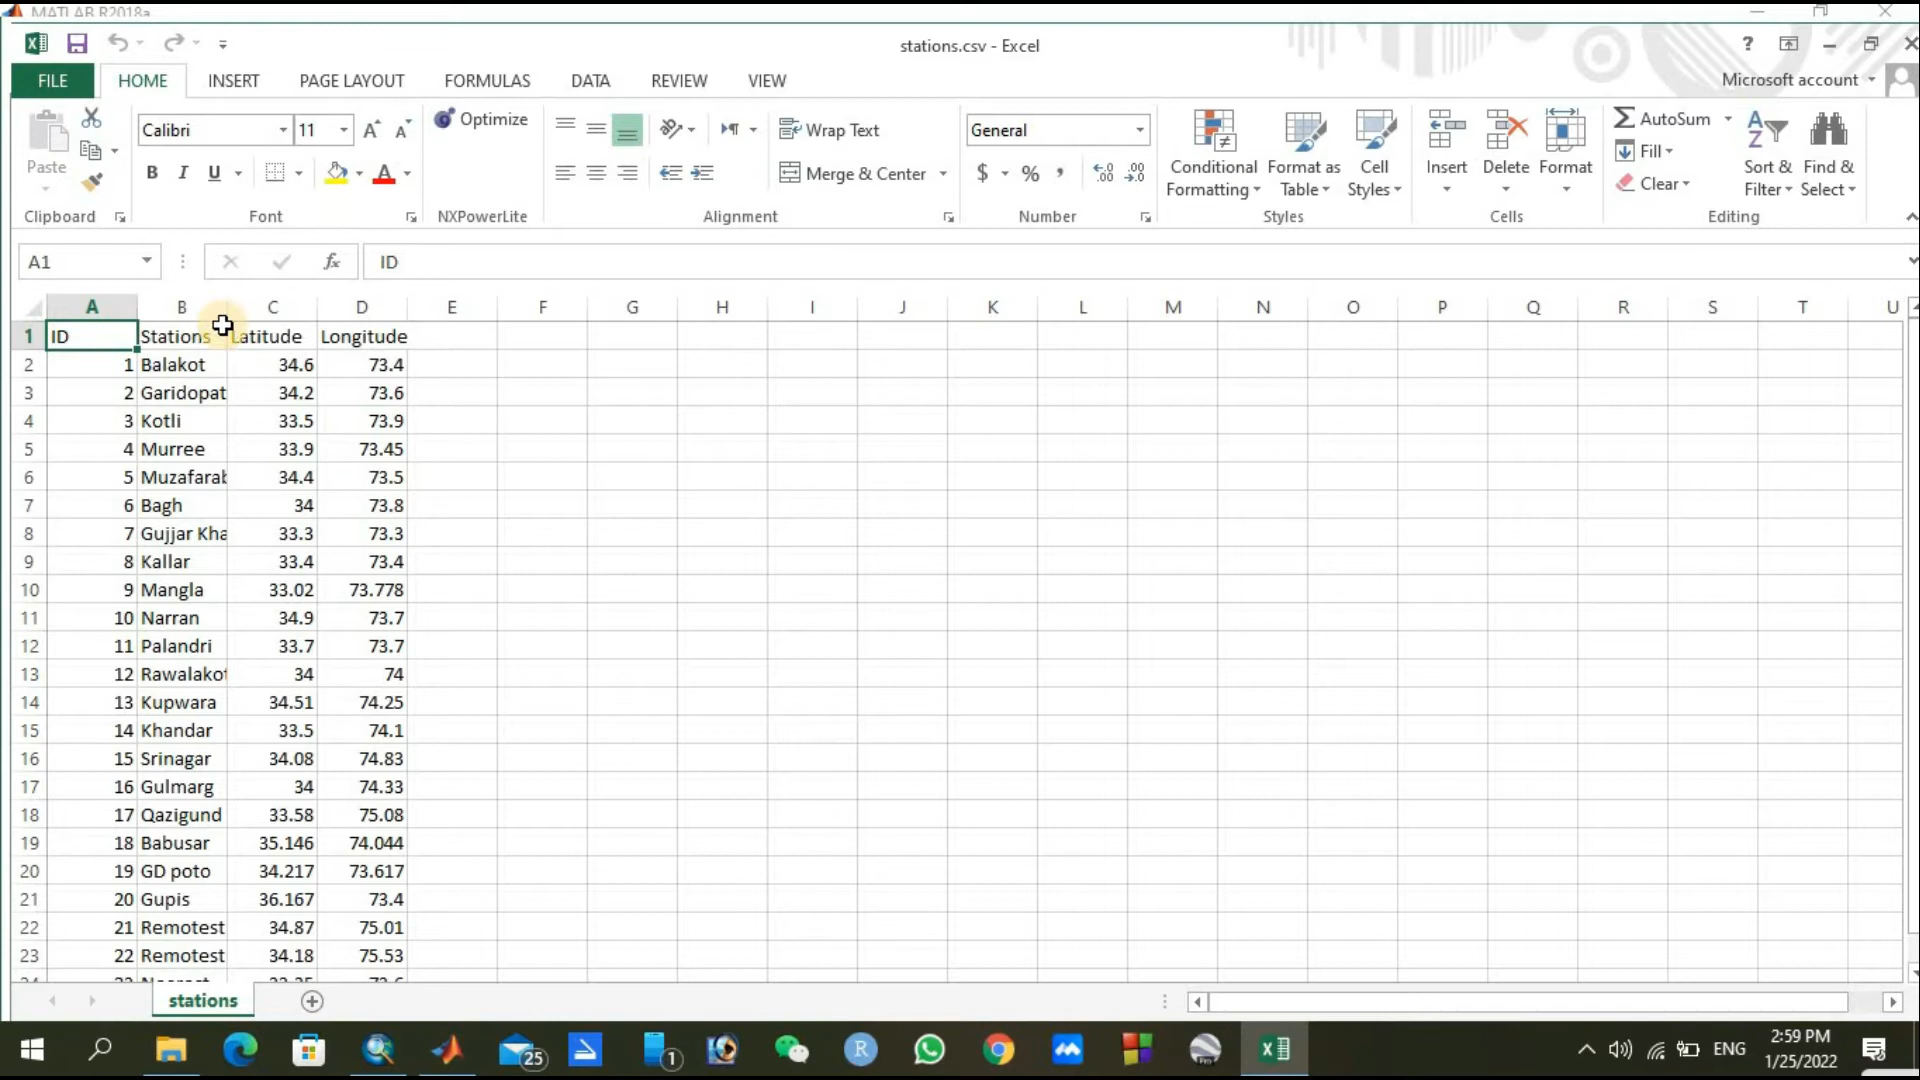 MATLAB R2018a
stations.csv - Excel
?
FILE HOME INSERT PAGE LAYOUT FORMULAS DATA REVIEW VIEW
Microsoft account
Paste
Clipboard
Calibri 11
B I U
Font
Optimize
NXPowerLite
Wrap Text
Merge & Center
Alignment
General
$ % ,
Number
Conditional Formatting
Format as Table
Cell Styles
Styles
Insert
Delete
Format
Cells
AutoSum
Fill
Clear
Sort & Filter
Find & Select
Editing
A1 fx ID
A B C D E F G H I J K L M N O P Q R S T U
1 ID Stations Latitude Longitude
2 1 Balakot 34.6 73.4
3 2 Garidopat 34.2 73.6
4 3 Kotli 33.5 73.9
5 4 Murree 33.9 73.45
6 5 Muzafarab 34.4 73.5
7 6 Bagh 34 73.8
8 7 Gujjar Kha 33.3 73.3
9 8 Kallar 33.4 73.4
10 9 Mangla 33.02 73.778
11 10 Narran 34.9 73.7
12 11 Palandri 33.7 73.7
13 12 Rawalakot 34 74
14 13 Kupwara 34.51 74.25
15 14 Khandar 33.5 74.1
16 15 Srinagar 34.08 74.83
17 16 Gulmarg 34 74.33
18 17 Qazigund 33.58 75.08
19 18 Babusar 35.146 74.044
20 19 GD poto 34.217 73.617
21 20 Gupis 36.167 73.4
22 21 Remotest 34.87 75.01
23 22 Remotest 34.18 75.53
stations
25
1
R
ENG
2:59 PM
1/25/2022